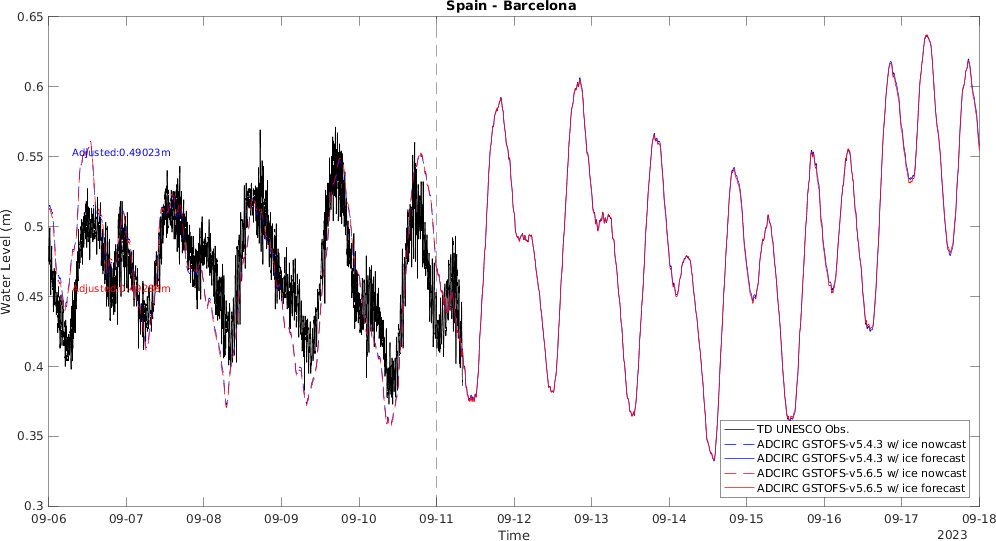 Spain - Barcelona
0.65
0.6
0.55
0.5
0.45
0.4
0.35
0.3
Water Level (m)
Adjusted:0.49023m
09-06
09-07
09-08
09-09
09-10
09-11
09-12
09-13
09-14
09-15
09-16
09-17
09-18
Time
2023
TD UNESCO Obs.
ADCIRC GSTOFS-v5.4.3 w/ ice nowcast
ADCIRC GSTOFS-v5.4.3 w/ ice forecast
ADCIRC GSTOFS-v5.6.5 w/ ice nowcast
ADCIRC GSTOFS-v5.6.5 w/ ice forecast